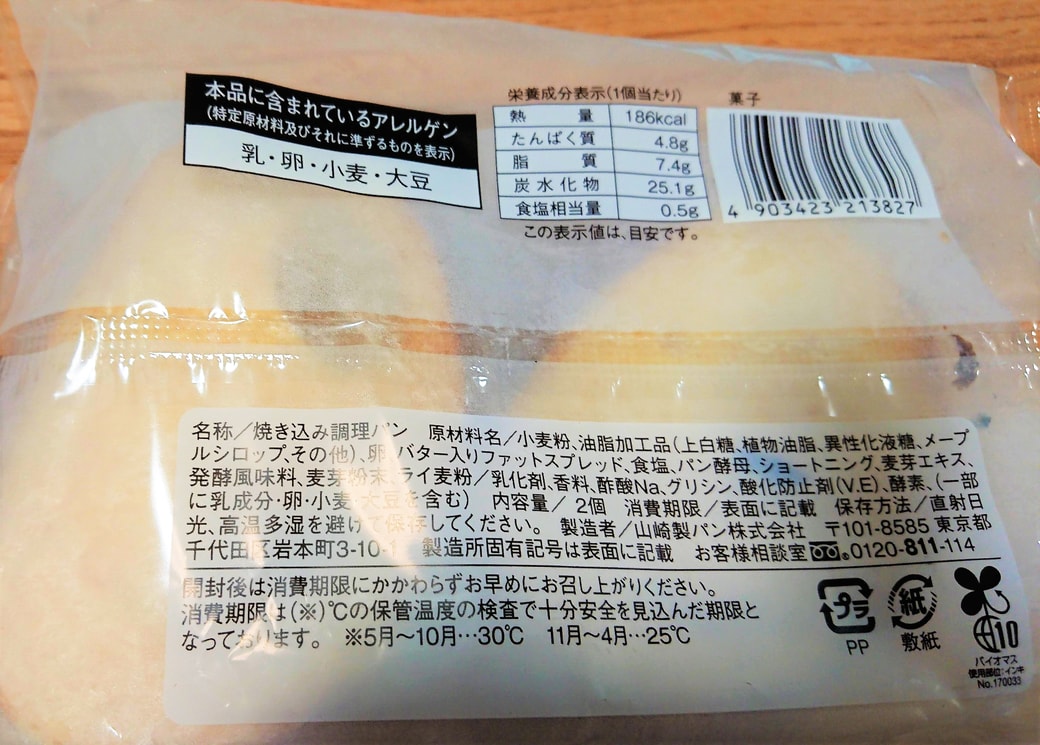 本品に含まれているアレルゲン
(特定原材料及びそれに準ずるものを表示)
乳・卵・小麦・大豆
栄養成分表示(1個当たり)
熱量 186kcal
たんぱく質 4.8g
脂質 7.4g
炭水化物 25.1g
食塩相当量 0.5g
この表示値は、目安です。
菓子
4 903423 213827
名称/焼き込み調理パン 原材料名/小麦粉、油脂加工品(上白糖、植物油脂、異性化液糖、メープ
ルシロップ、その他)、卵、バター入りファットスプレッド、食塩、パン酵母、ショートニング、麦芽エキス、
発酵風味料、麦芽粉末、ライ麦粉/乳化剤、香料、酢酸Na、グリシン、酸化防止剤(V.E)、酵素、(一部
に乳成分・卵・小麦・大豆を含む) 内容量/2個 消費期限/表面に記載 保存方法/直射日
光、高温多湿を避けて保存してください。 製造者/山崎製パン株式会社 〒101-8585 東京都
千代田区岩本町3-10-1 製造所固有記号は表面に記載 お客様相談室 0120-811-114
開封後は消費期限にかかわらずお早めにお召し上がりください。
消費期限は(※)℃の保管温度の検査で十分安全を見込んだ期限と
なっております。 ※5月〜10月…30℃ 11月〜4月…25℃
プラ
PP
紙
敷紙
10
バイオマス
使用部位:インキ
No.170033